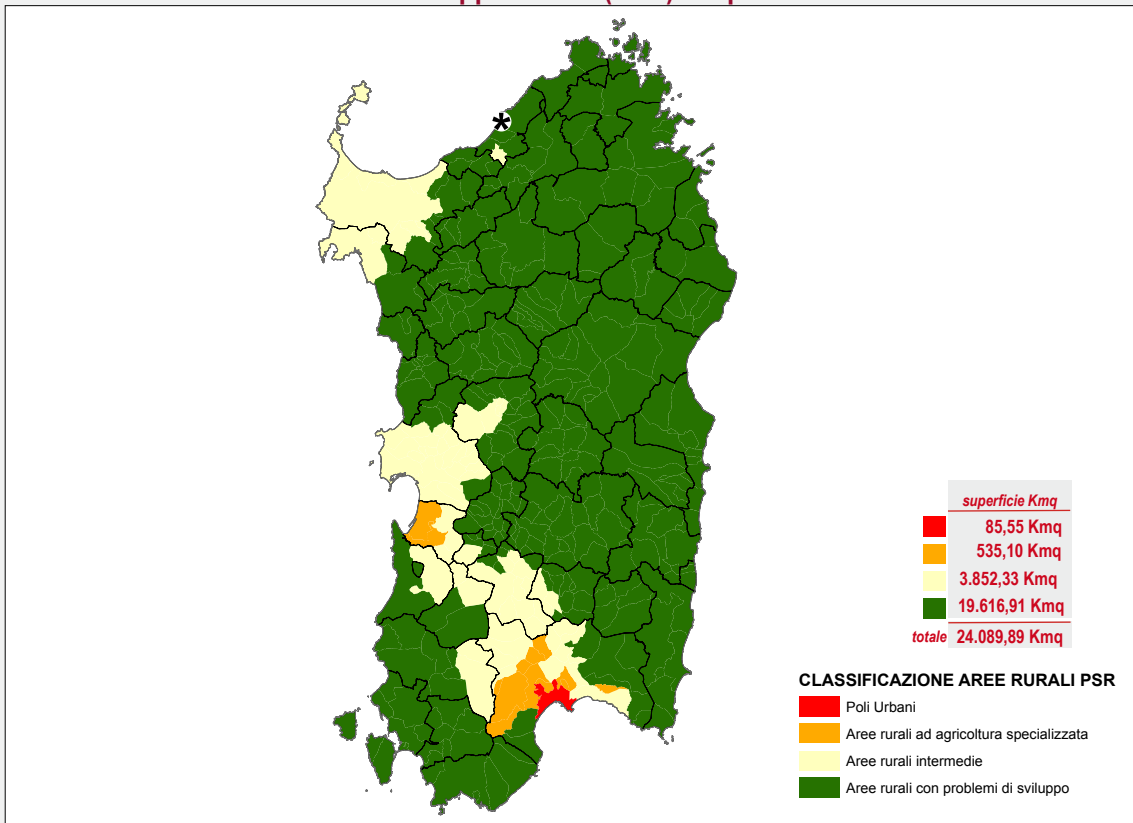 *
superficie Kmq
85,55 Kmq
535,10 Kmq
3.852,33 Kmq
19.616,91 Kmq
totale 24.089,89 Kmq
CLASSIFICAZIONE AREE RURALI PSR
Poli Urbani
Aree rurali ad agricoltura specializzata
Aree rurali intermedie
Aree rurali con problemi di sviluppo